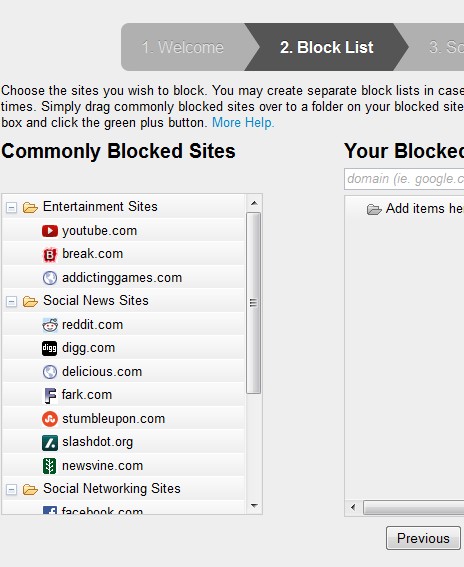 1. Welcome
2. Block List
3. Sc
Choose the sites you wish to block. You may create separate block lists in case
times. Simply drag commonly blocked sites over to a folder on your blocked site
box and click the green plus button. More Help.
Commonly Blocked Sites
Your Blocked
domain (ie. google.c
Entertainment Sites
youtube.com
break.com
addictinggames.com
Social News Sites
reddit.com
digg
digg.com
delicious.com
fark.com
stumbleupon.com
slashdot.org
newsvine.com
Social Networking Sites
facebook.com
Add items he
Previous